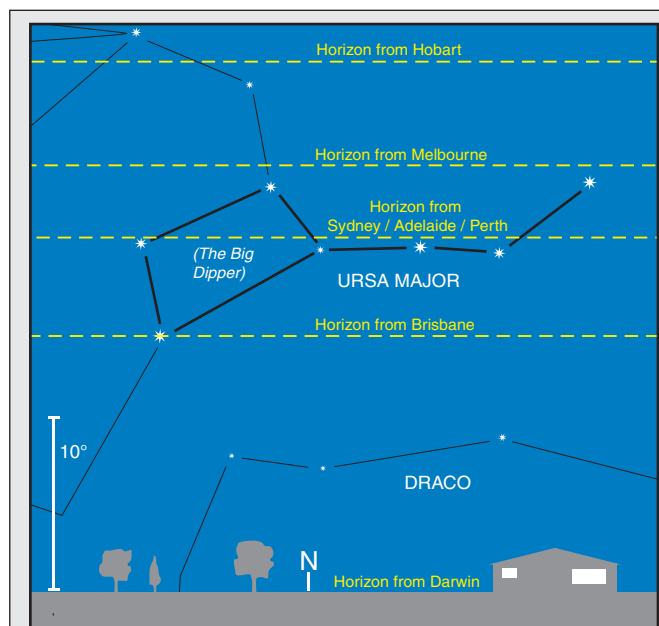 Horizon from Hobart
Horizon from Melbourne
Horizon from
Sydney / Adelaide / Perth
(The Big
Dipper)
URSA MAJOR
Horizon from Brisbane
10°
DRACO
N
Horizon from Darwin